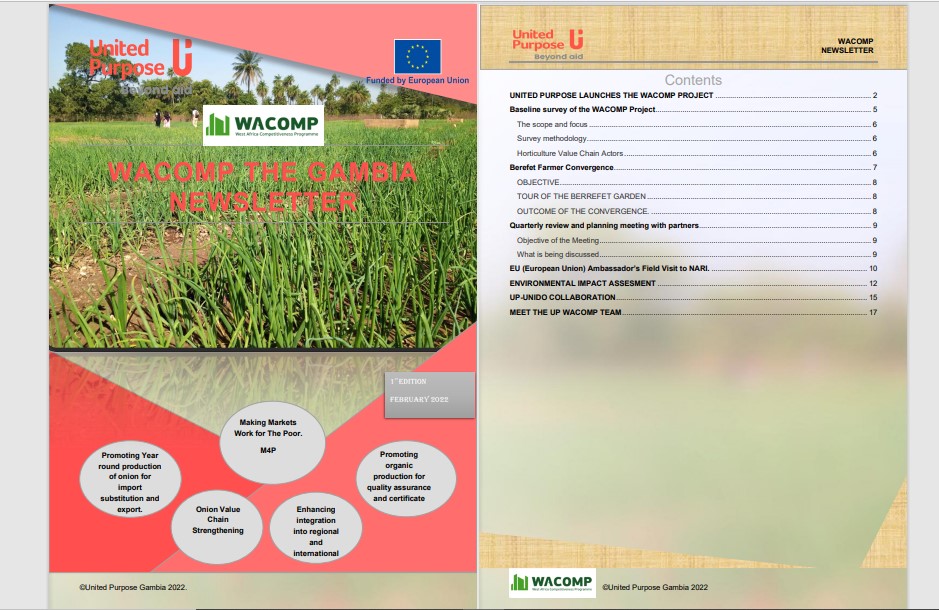 United
Purpose
Beyond aid
Funded by European Union
WACOMP
West Africa Competitiveness Programme
WACOMP THE GAMBIA
NEWSLETTER
1st EDITION
FEBRUARY 2022
Making Markets
Work for The Poor.
M4P
Promoting Year
round production
of onion for
import
substitution and
export.
Onion Value
Chain
Strengthening
Enhancing
integration
into regional
and
international
Promoting
organic
production for
quality assurance
and certificate
©United Purpose Gambia 2022.
United
Purpose
Beyond aid
WACOMP
NEWSLETTER
Contents
UNITED PURPOSE LAUNCHES THE WACOMP PROJECT 2
Baseline survey of the WACOMP Project 5
The scope and focus 6
Survey methodology 6
Horticulture Value Chain Actors 6
Berefet Farmer Convergence 7
OBJECTIVE 8
TOUR OF THE BERREFET GARDEN 8
OUTCOME OF THE CONVERGENCE. 8
Quarterly review and planning meeting with partners 9
Objective of the Meeting 9
What is being discussed 9
EU (European Union) Ambassador's Field Visit to NARI. 10
ENVIRONMENTAL IMPACT ASSESMENT 12
UP-UNIDO COLLABORATION 15
MEET THE UP WACOMP TEAM 17
WACOMP
West Africa Competitiveness Programme
©United Purpose Gambia 2022